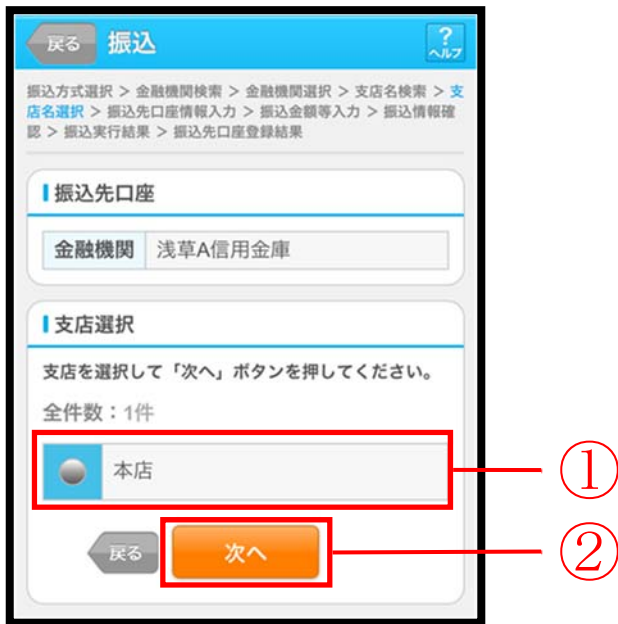 戻る 振込 ? ヘルプ
振込方式選択 > 金融機関検索 > 金融機関選択 > 支店名検索 > 支
店名選択 > 振込先口座情報入力 > 振込金額等入力 > 振込情報確
認 > 振込実行結果 > 振込先口座登録結果
振込先口座
金融機関 浅草A信用金庫
支店選択
支店を選択して「次へ」ボタンを押してください。
全件数：1件
本店 ①
戻る 次へ ②